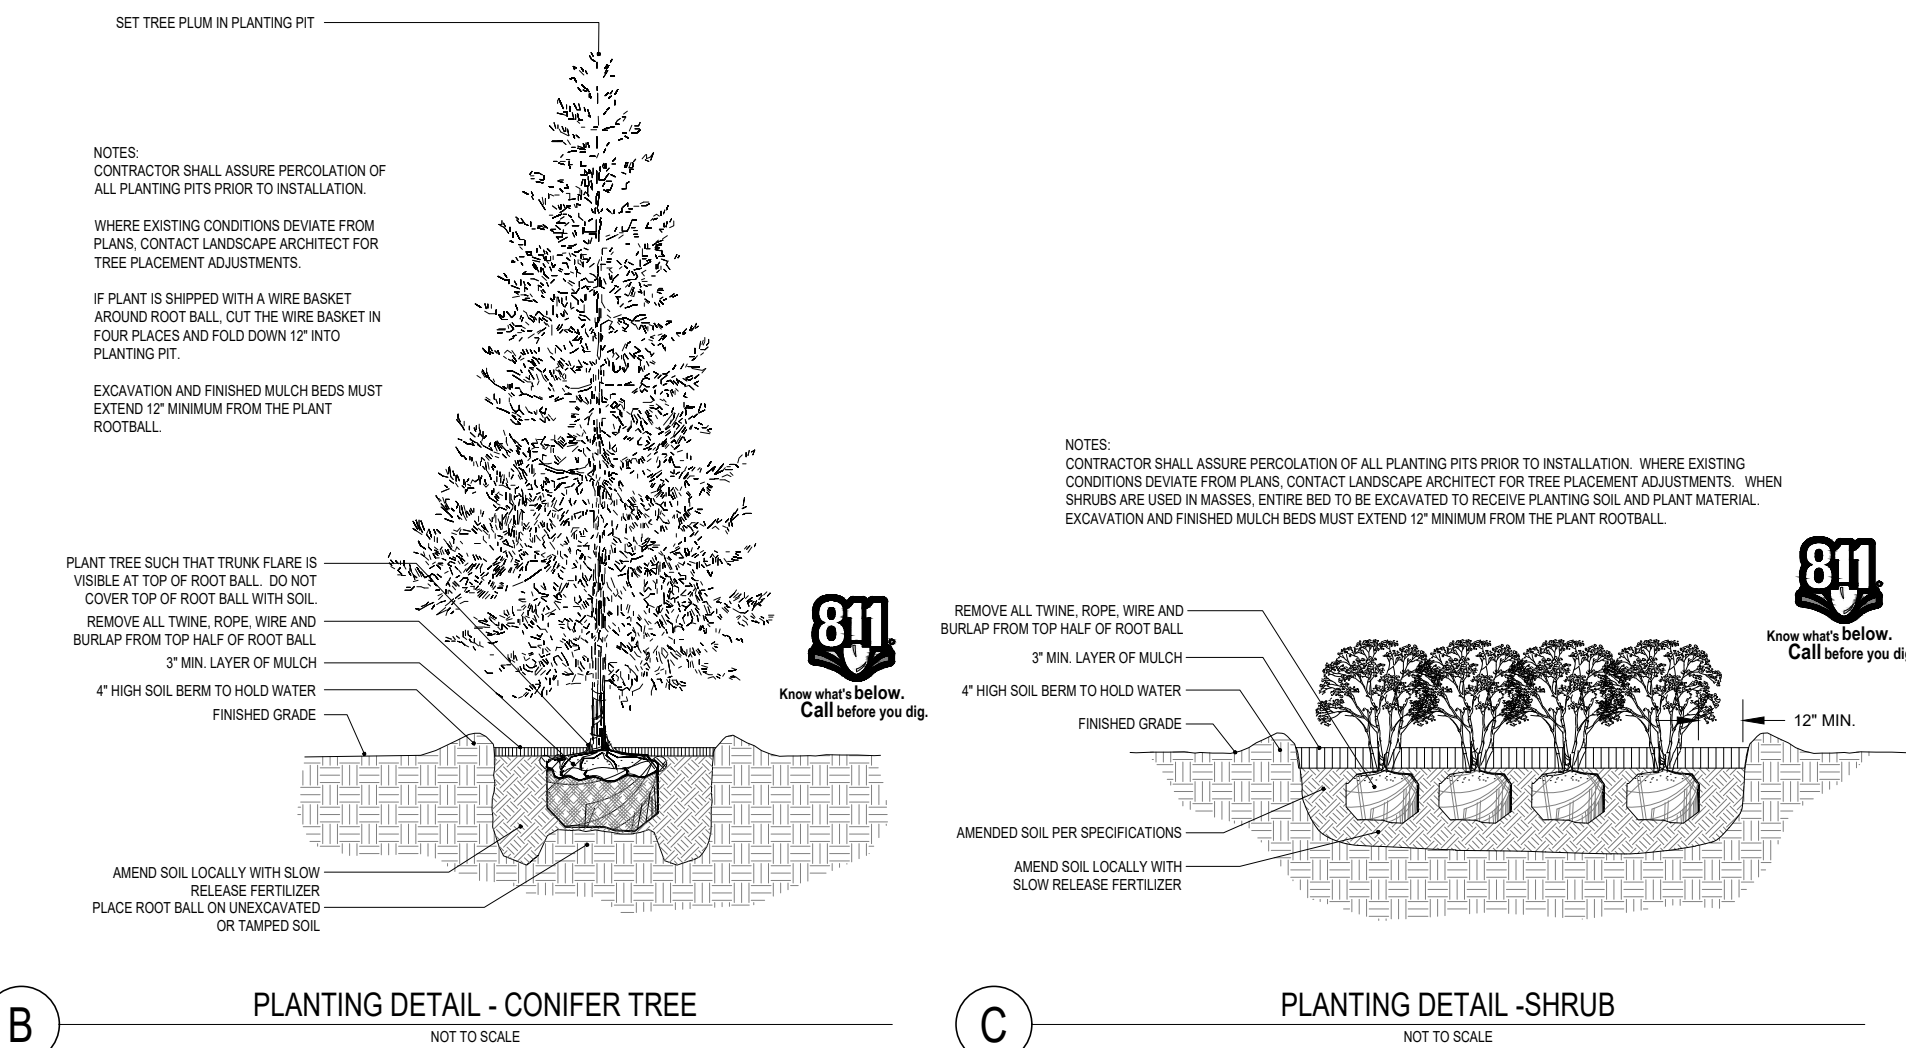 SET TREE PLUM IN PLANTING PIT
NOTES:
CONTRACTOR SHALL ASSURE PERCOLATION OF
ALL PLANTING PITS PRIOR TO INSTALLATION.
WHERE EXISTING CONDITIONS DEVIATE FROM
PLANS, CONTACT LANDSCAPE ARCHITECT FOR
TREE PLACEMENT ADJUSTMENTS.
IF PLANT IS SHIPPED WITH A WIRE BASKET
AROUND ROOT BALL, CUT THE WIRE BASKET IN
FOUR PLACES AND FOLD DOWN 12" INTO
PLANTING PIT.
EXCAVATION AND FINISHED MULCH BEDS MUST
EXTEND 12" MINIMUM FROM THE PLANT
ROOTBALL.
PLANT TREE SUCH THAT TRUNK FLARE IS
VISIBLE AT TOP OF ROOT BALL. DO NOT
COVER TOP OF ROOT BALL WITH SOIL.
REMOVE ALL TWINE, ROPE, WIRE AND
BURLAP FROM TOP HALF OF ROOT BALL
3" MIN. LAYER OF MULCH
4" HIGH SOIL BERM TO HOLD WATER
FINISHED GRADE
AMEND SOIL LOCALLY WITH SLOW
RELEASE FERTILIZER
PLACE ROOT BALL ON UNEXCAVATED
OR TAMPED SOIL
811
Know what's below.
Call before you dig.
B
PLANTING DETAIL - CONIFER TREE
NOT TO SCALE
NOTES:
CONTRACTOR SHALL ASSURE PERCOLATION OF ALL PLANTING PITS PRIOR TO INSTALLATION. WHERE EXISTING
CONDITIONS DEVIATE FROM PLANS, CONTACT LANDSCAPE ARCHITECT FOR TREE PLACEMENT ADJUSTMENTS. WHEN
SHRUBS ARE USED IN MASSES, ENTIRE BED TO BE EXCAVATED TO RECEIVE PLANTING SOIL AND PLANT MATERIAL.
EXCAVATION AND FINISHED MULCH BEDS MUST EXTEND 12" MINIMUM FROM THE PLANT ROOTBALL.
811
Know what's below.
Call before you dig
REMOVE ALL TWINE, ROPE, WIRE AND
BURLAP FROM TOP HALF OF ROOT BALL
3" MIN. LAYER OF MULCH
4" HIGH SOIL BERM TO HOLD WATER
FINISHED GRADE
12" MIN.
AMENDED SOIL PER SPECIFICATIONS
AMEND SOIL LOCALLY WITH
SLOW RELEASE FERTILIZER
C
PLANTING DETAIL -SHRUB
NOT TO SCALE